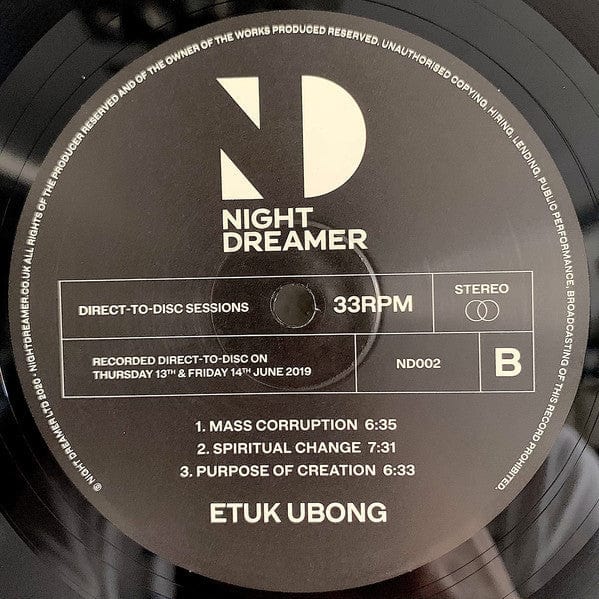 ND
NIGHT
DREAMER
DIRECT-TO-DISC SESSIONS
33RPM
STEREO
RECORDED DIRECT-TO-DISC ON
THURSDAY 13TH & FRIDAY 14TH JUNE 2019
ND002
B
1. MASS CORRUPTION 6:35
2. SPIRITUAL CHANGE 7:31
3. PURPOSE OF CREATION 6:33
ETUK UBONG
℗ NIGHT DREAMER LTD 2020 - NIGHTDREAMER.CO.UK ALL RIGHTS OF THE PRODUCER RESERVED AND OF THE OWNER OF THE WORKS PRODUCED RESERVED. UNAUTHORISED COPYING, HIRING, LENDING, PUBLIC PERFORMANCE, BROADCASTING OF THIS RECORD PROHIBITED.